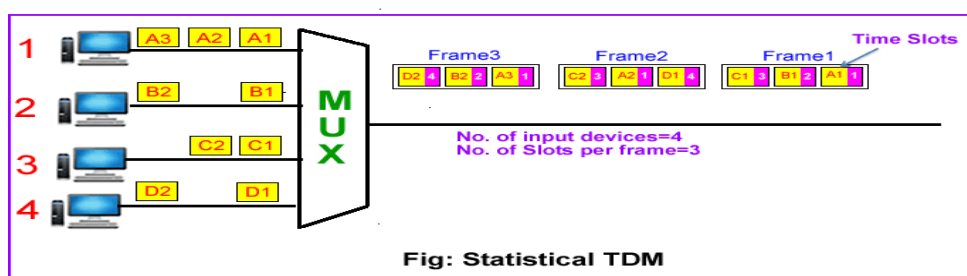 1 A3 A2 A1
2 B2 B1
3 C2 C1
4 D2 D1
MUX
Time Slots
Frame3 Frame2 Frame1
D2 4 B2 2 A3 1 C2 3 A2 1 D1 4 C1 3 B1 2 A1 1
No. of input devices=4
No. of Slots per frame=3
Fig: Statistical TDM